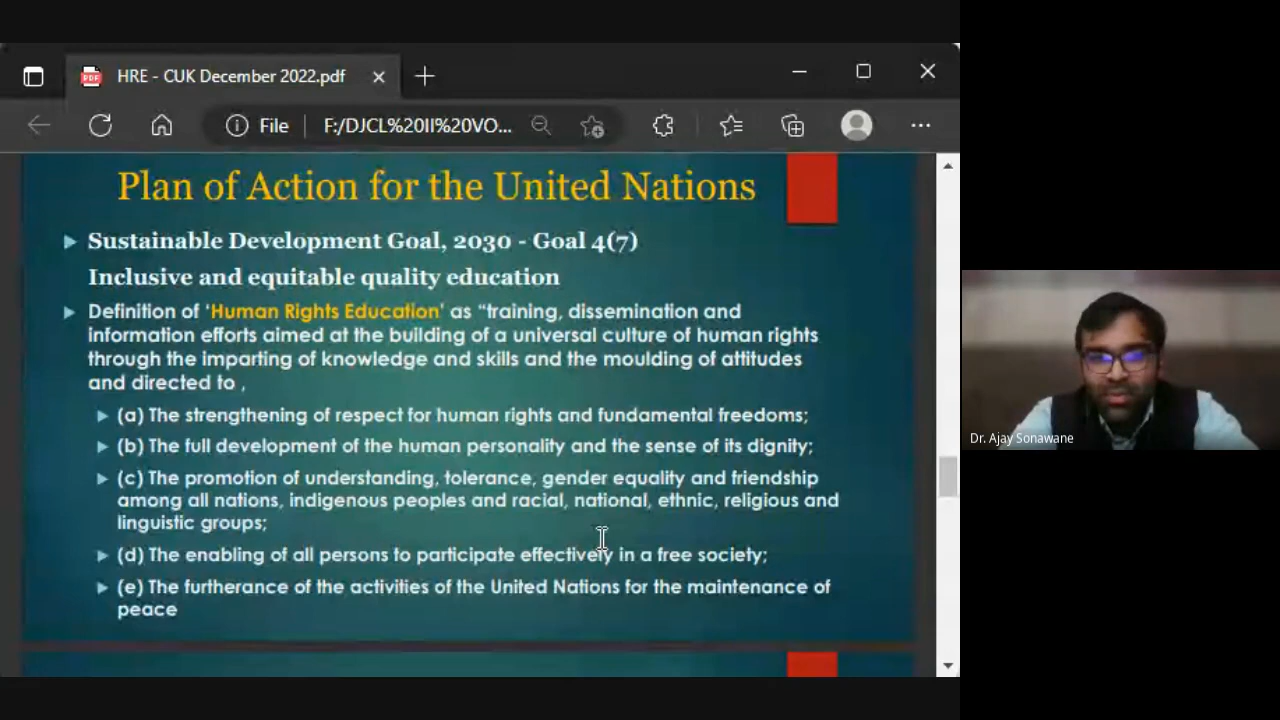 HRE - CUK December 2022.pdf
File
F:/DJCL%20II%20VO...
Plan of Action for the United Nations
Sustainable Development Goal, 2030 - Goal 4(7)
Inclusive and equitable quality education
Definition of ‘Human Rights Education’ as “training, dissemination and
information efforts aimed at the building of a universal culture of human rights
through the imparting of knowledge and skills and the moulding of attitudes
and directed to ,
(a) The strengthening of respect for human rights and fundamental freedoms;
(b) The full development of the human personality and the sense of its dignity;
(c) The promotion of understanding, tolerance, gender equality and friendship
among all nations, indigenous peoples and racial, national, ethnic, religious and
linguistic groups;
(d) The enabling of all persons to participate effectively in a free society;
(e) The furtherance of the activities of the United Nations for the maintenance of
peace
Dr. Ajay Sonawane